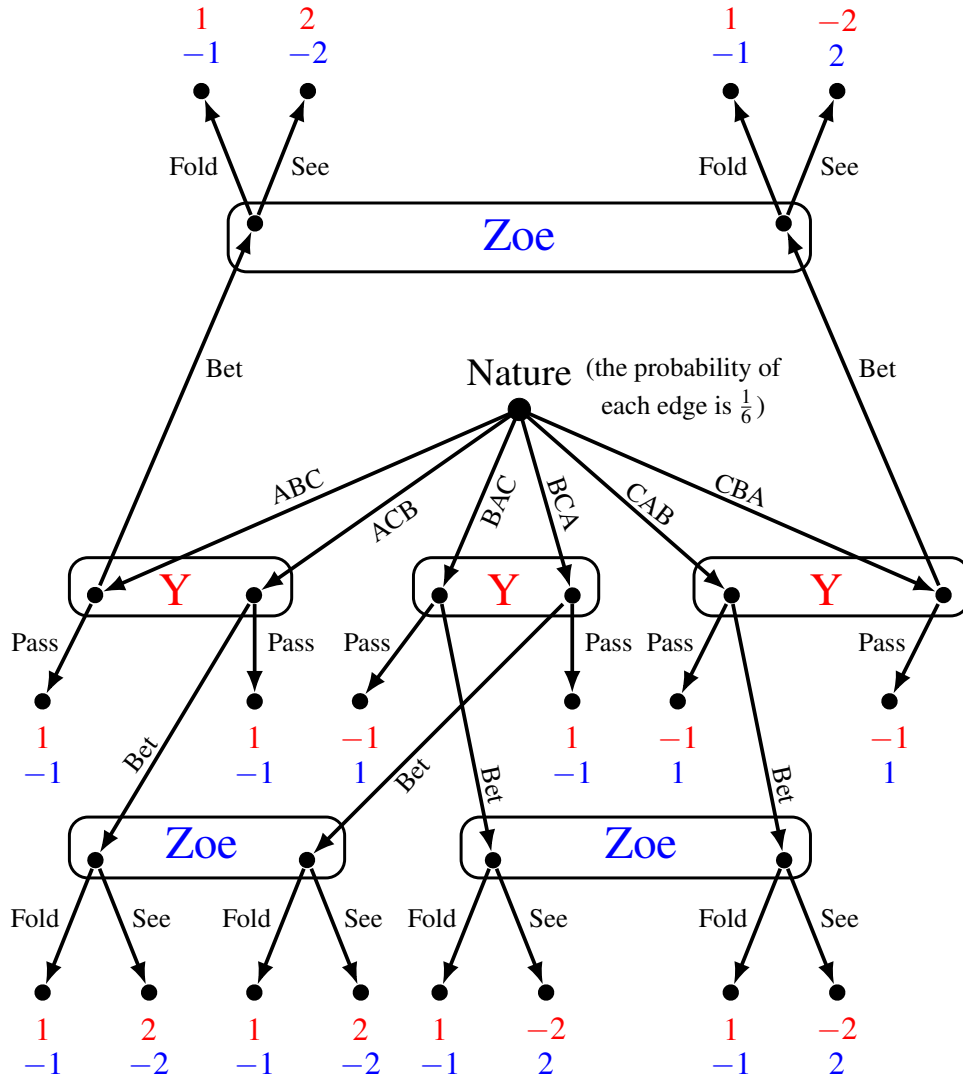 1 2 1 −2
−1 −2 −1 2
Fold See Fold See
Zoe
Bet Bet
Nature (the probability of
each edge is 1/6)
ABC ACB BAC BCA CAB CBA
Y Y Y
Pass Pass Pass Pass Pass Pass
1 1 −1 1 −1 −1
−1 −1 1 −1 1 1
Bet Bet Bet Bet
Zoe Zoe
Fold See Fold See Fold See Fold See
1 2 1 2 1 −2 1 −2
−1 −2 −1 −2 −1 2 −1 2